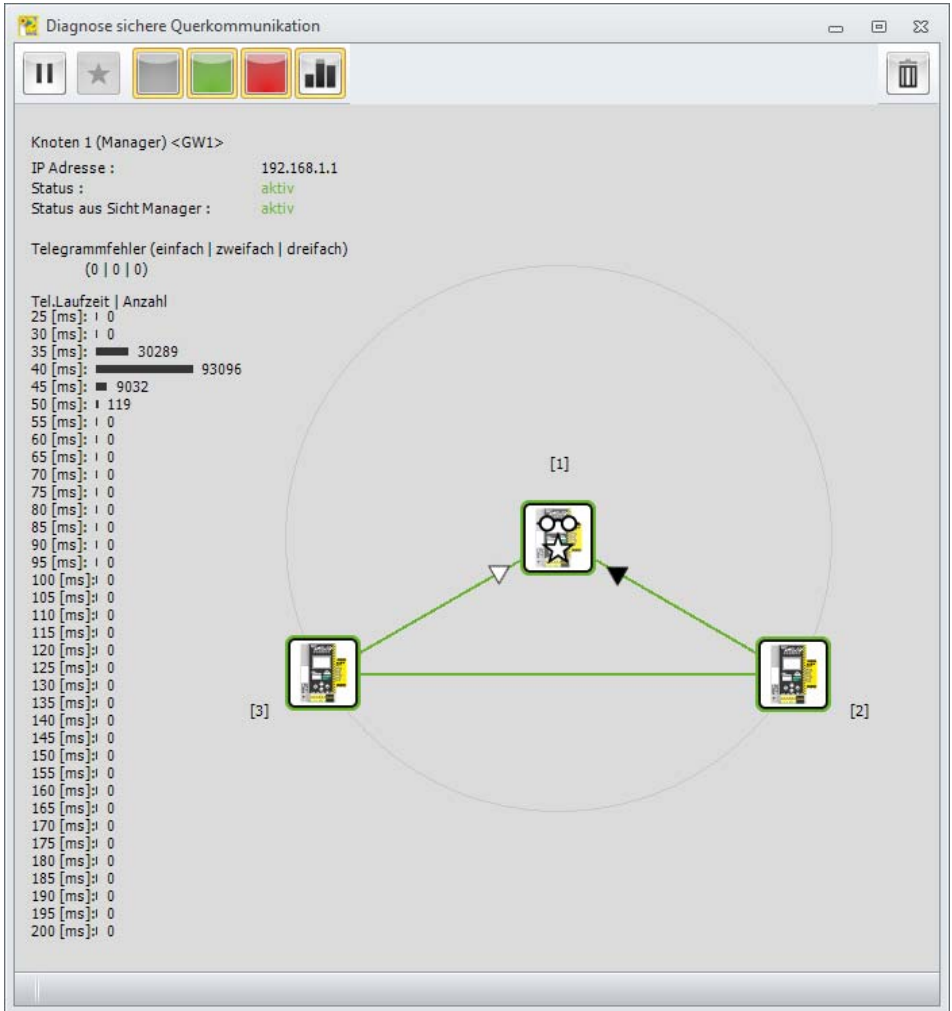 Diagnose sichere Querkommunikation
Knoten 1 (Manager) <GW1>
IP Adresse : 192.168.1.1
Status : aktiv
Status aus Sicht Manager : aktiv
Telegrammfehler (einfach | zweifach | dreifach)
(0 | 0 | 0)
Tel.Laufzeit | Anzahl
25 [ms]: 0
30 [ms]: 0
35 [ms]: 30289
40 [ms]: 93096
45 [ms]: 9032
50 [ms]: 119
55 [ms]: 0
60 [ms]: 0
65 [ms]: 0
70 [ms]: 0
75 [ms]: 0
80 [ms]: 0
85 [ms]: 0
90 [ms]: 0
95 [ms]: 0
100 [ms]: 0
105 [ms]: 0
110 [ms]: 0
115 [ms]: 0
120 [ms]: 0
125 [ms]: 0
130 [ms]: 0
135 [ms]: 0
140 [ms]: 0
145 [ms]: 0
150 [ms]: 0
155 [ms]: 0
160 [ms]: 0
165 [ms]: 0
170 [ms]: 0
175 [ms]: 0
180 [ms]: 0
185 [ms]: 0
190 [ms]: 0
195 [ms]: 0
200 [ms]: 0
[1]
[3]
[2]